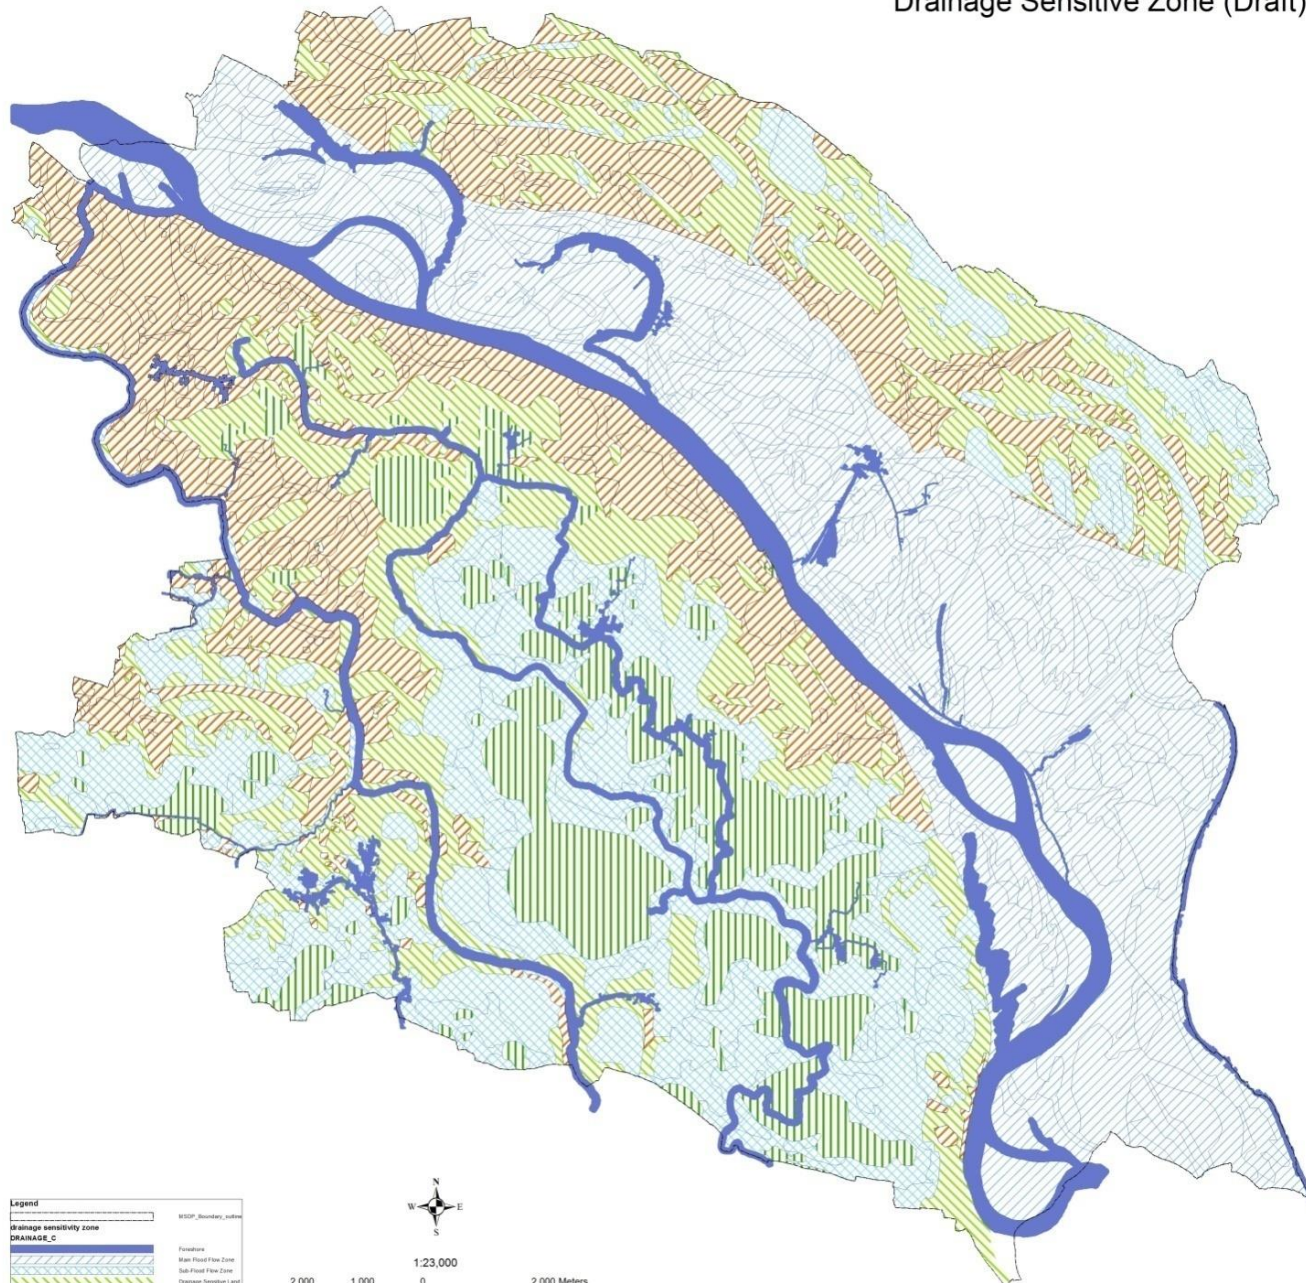 Drainage Sensitive Zone (Draft)
Legend
MSDP_Boundary_outline
drainage sensitivity zone
DRAINAGE_C
Foreshore
Main Flood Flow Zone
Sub-Flood Flow Zone
Drainage Sensitive Land
N
W E
S
1:23,000
2,000 1,000 0 2,000 Meters